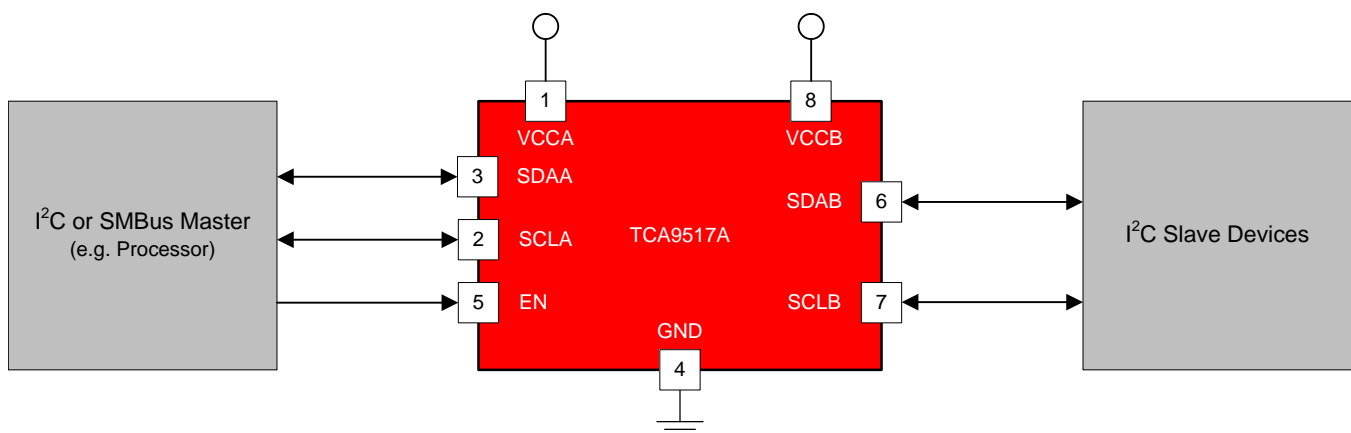 1
8
VCCA
VCCB
3
SDAA
SDAB
6
I²C or SMBus Master
(e.g. Processor)
2
SCLA
TCA9517A
I²C Slave Devices
5
EN
SCLB
7
GND
4